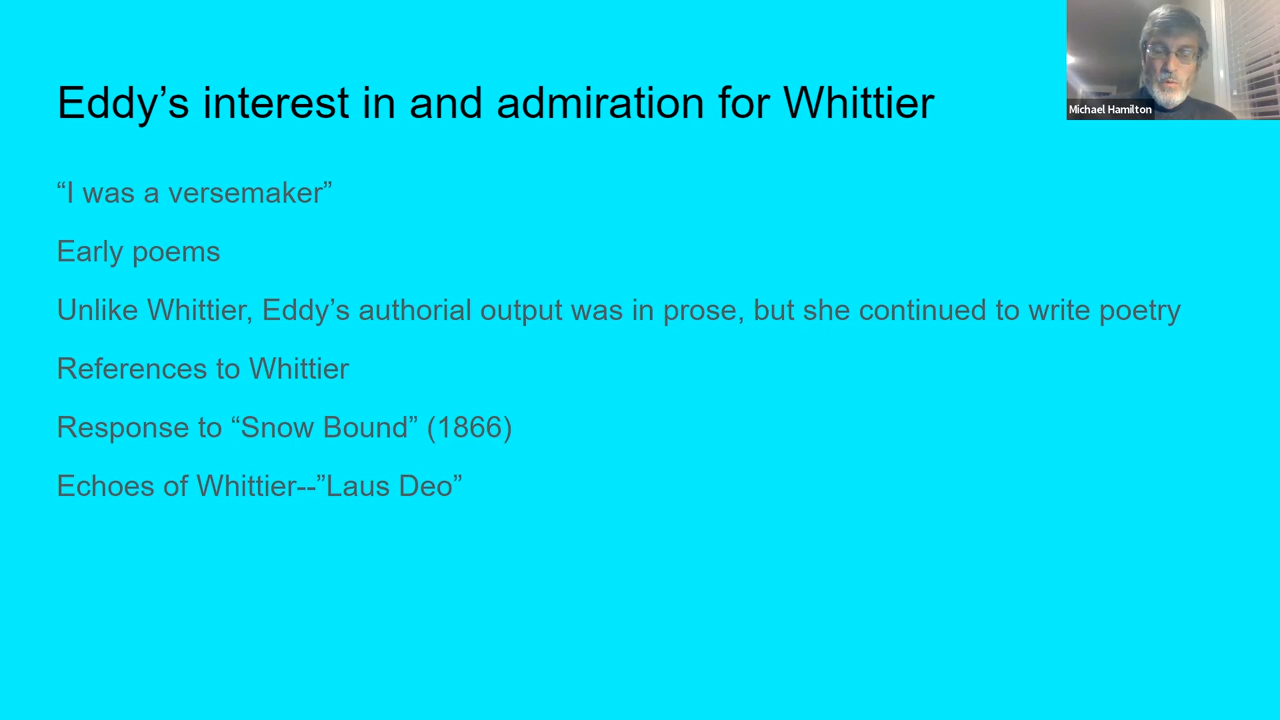 Eddy’s interest in and admiration for Whittier
Michael Hamilton
“I was a versemaker”
Early poems
Unlike Whittier, Eddy’s authorial output was in prose, but she continued to write poetry
References to Whittier
Response to “Snow Bound” (1866)
Echoes of Whittier--”Laus Deo”